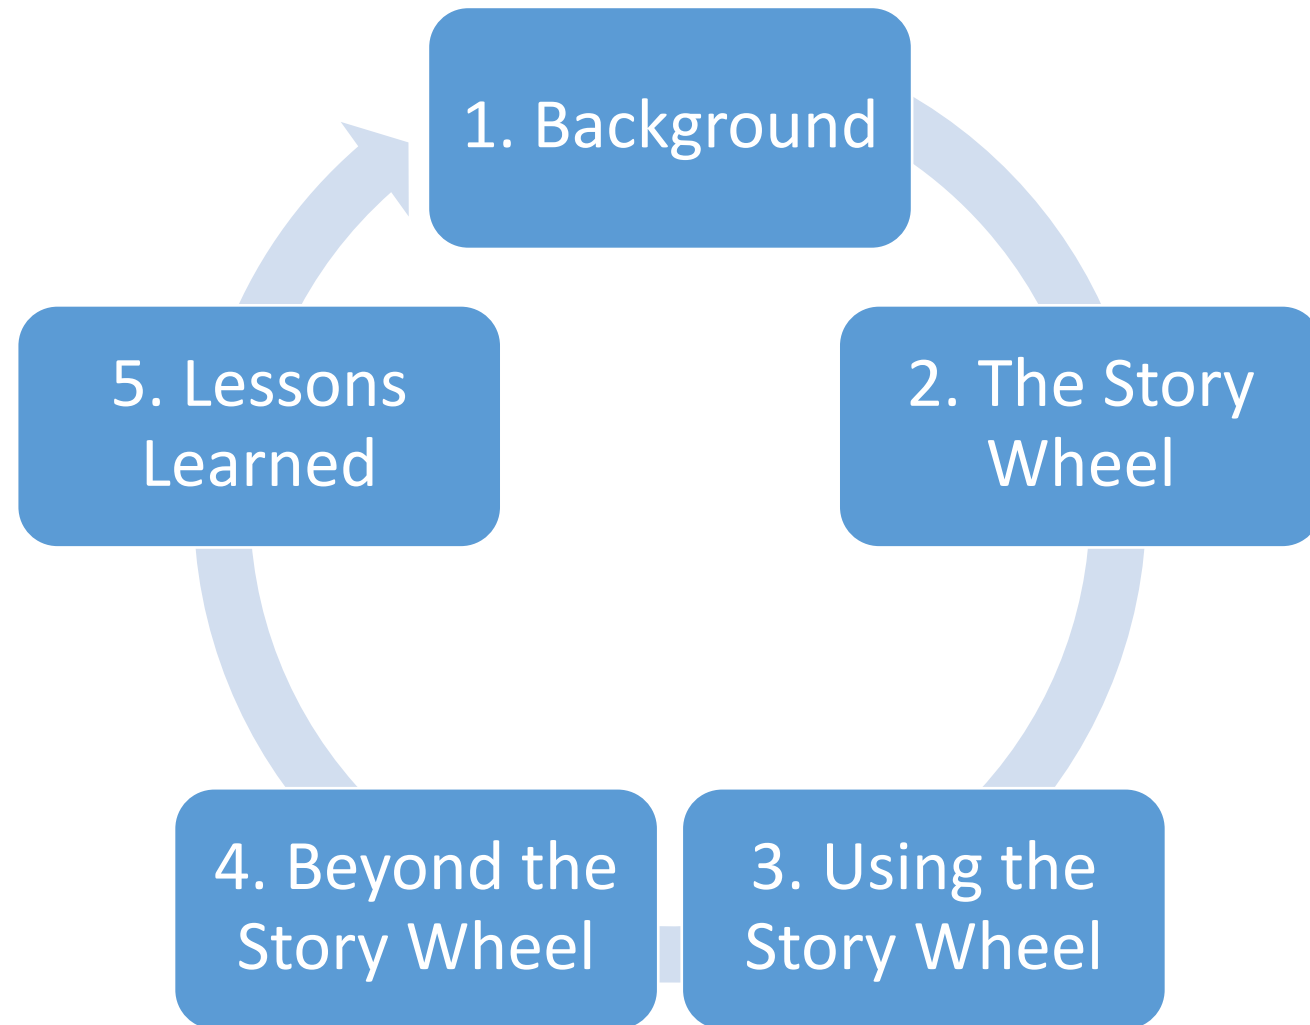 1. Background
2. The Story
Wheel
3. Using the
Story Wheel
4. Beyond the
Story Wheel
5. Lessons
Learned